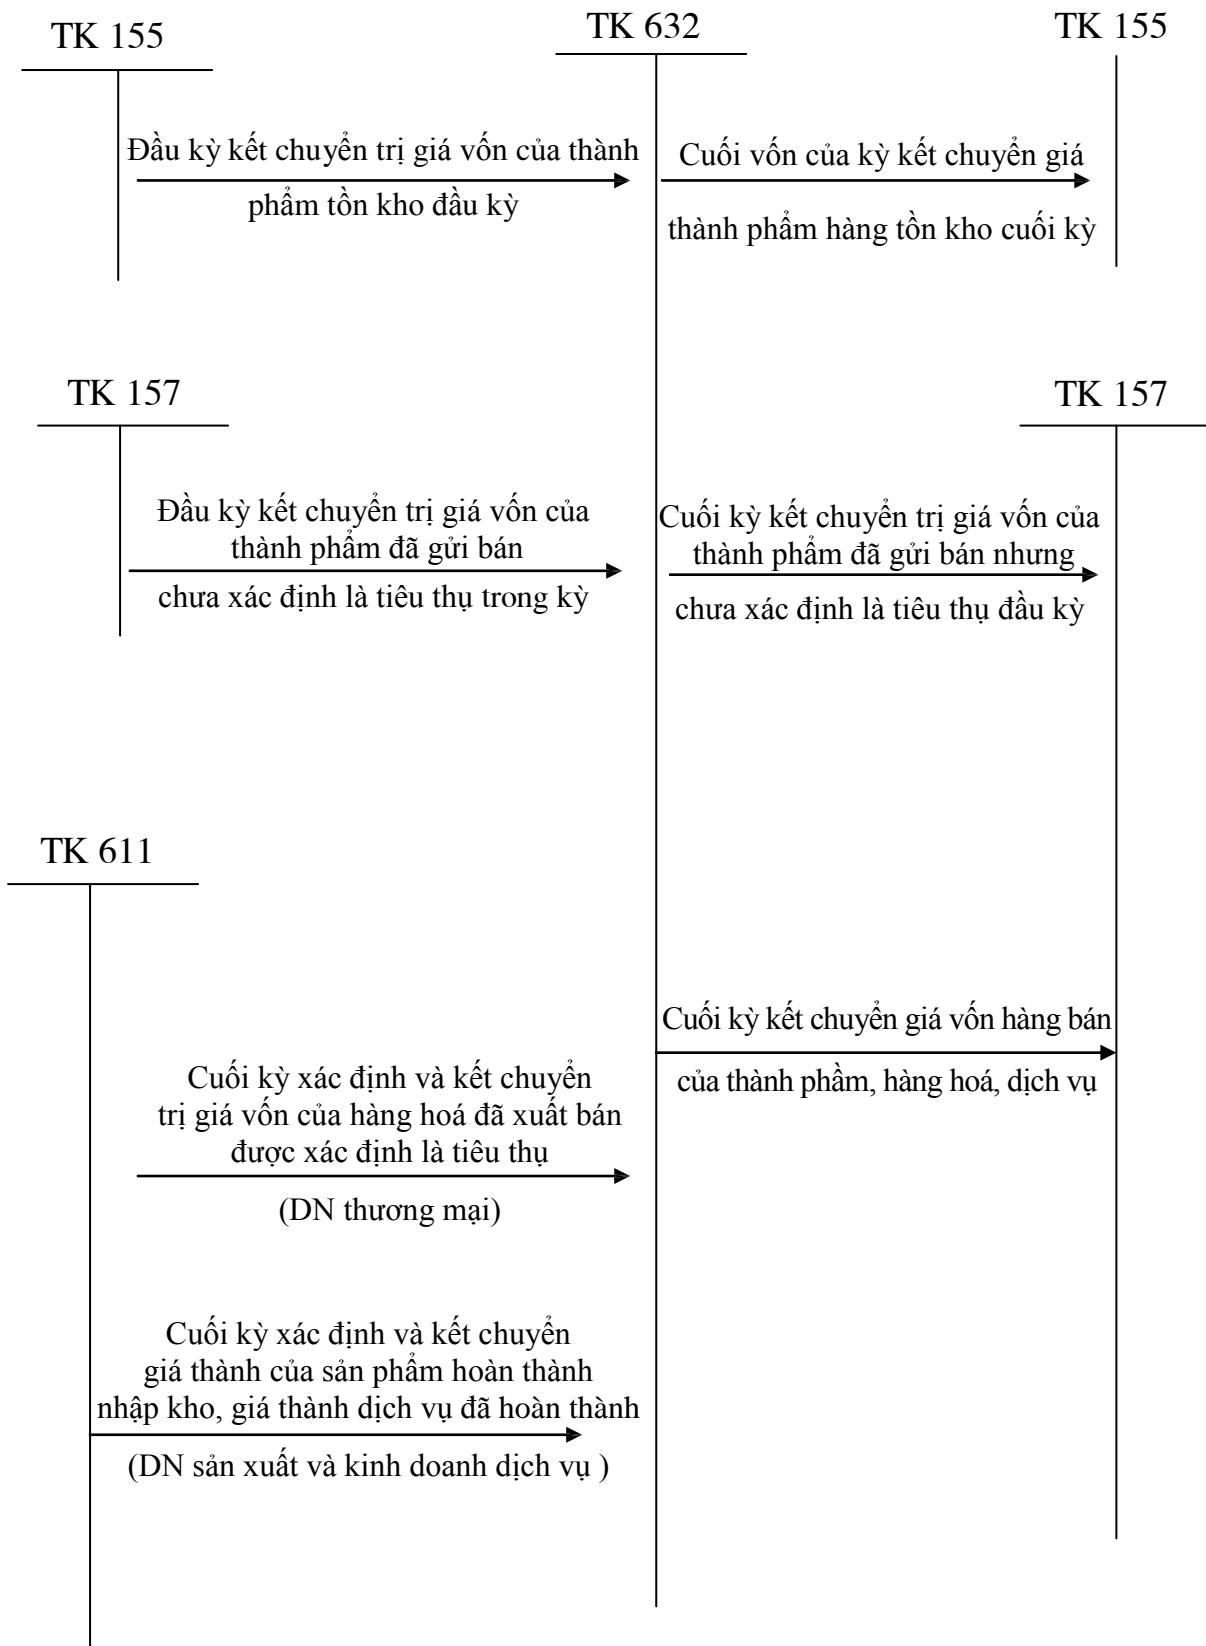 TK 155
TK 632
TK 155
Đầu kỳ kết chuyển trị giá vốn của thành
phẩm tồn kho đầu kỳ
Cuối vốn của kỳ kết chuyển giá
thành phẩm hàng tồn kho cuối kỳ
TK 157
TK 157
Đầu kỳ kết chuyển trị giá vốn của
thành phẩm đã gửi bán
chưa xác định là tiêu thụ trong kỳ
Cuối kỳ kết chuyển trị giá vốn của
thành phẩm đã gửi bán nhưng
chưa xác định là tiêu thụ đầu kỳ
TK 611
Cuối kỳ kết chuyển giá vốn hàng bán
của thành phầm, hàng hoá, dịch vụ
Cuối kỳ xác định và kết chuyển
trị giá vốn của hàng hoá đã xuất bán
được xác định là tiêu thụ
(DN thương mại)
Cuối kỳ xác định và kết chuyển
giá thành của sản phẩm hoàn thành
nhập kho, giá thành dịch vụ đã hoàn thành
(DN sản xuất và kinh doanh dịch vụ )